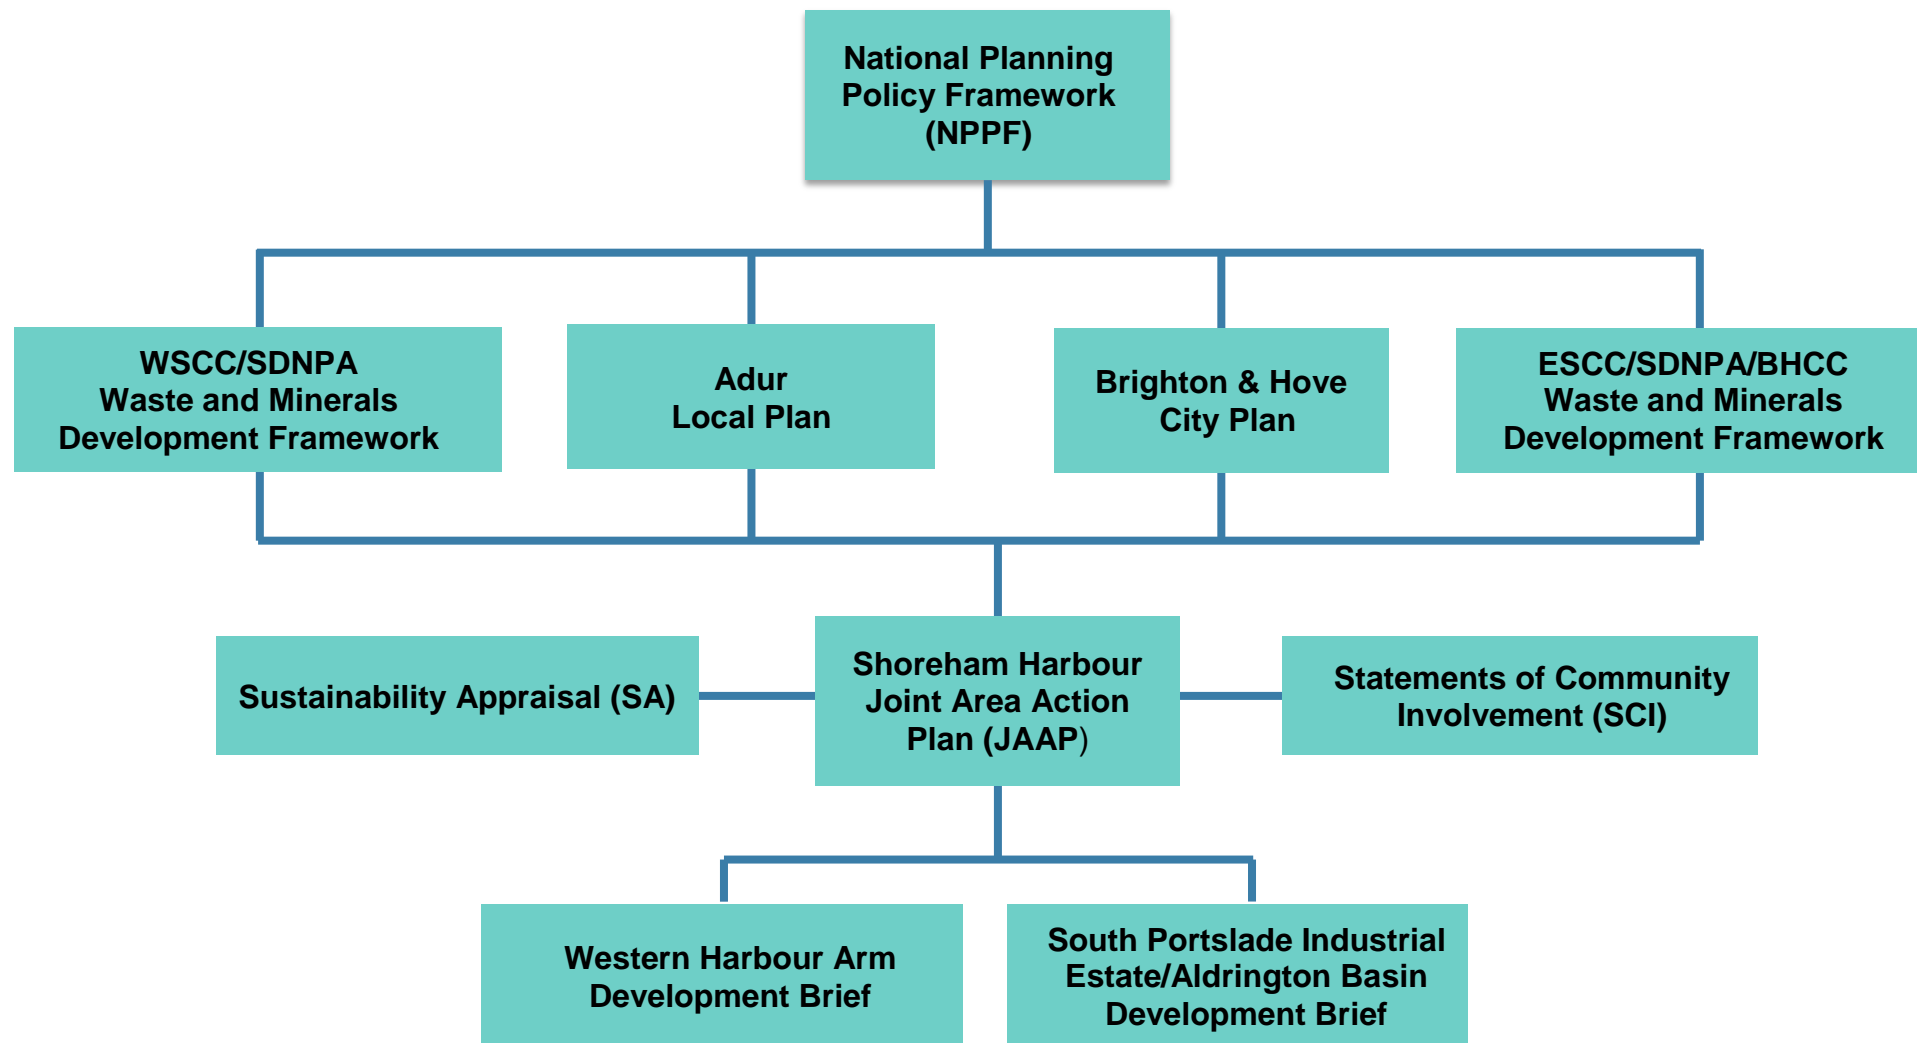 National Planning
Policy Framework
(NPPF)
WSCC/SDNPA
Waste and Minerals
Development Framework
Adur
Local Plan
Brighton & Hove
City Plan
ESCC/SDNPA/BHCC
Waste and Minerals
Development Framework
Sustainability Appraisal (SA)
Shoreham Harbour
Joint Area Action
Plan (JAAP)
Statements of Community
Involvement (SCI)
Western Harbour Arm
Development Brief
South Portslade Industrial
Estate/Aldrington Basin
Development Brief